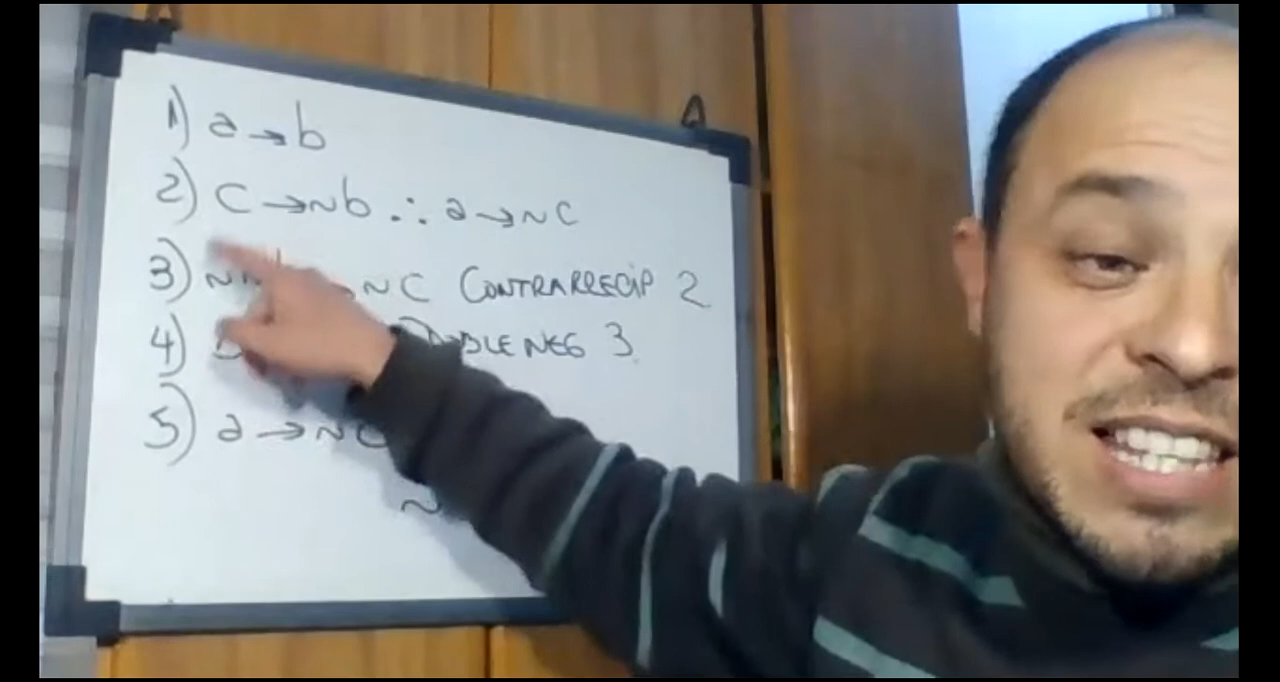 1) a→b
2) c→~b ∴ a→~c
3) ~~ ~c CONTRARRECIP 2
4) DOBLE NEG 3
5) a→~c
~